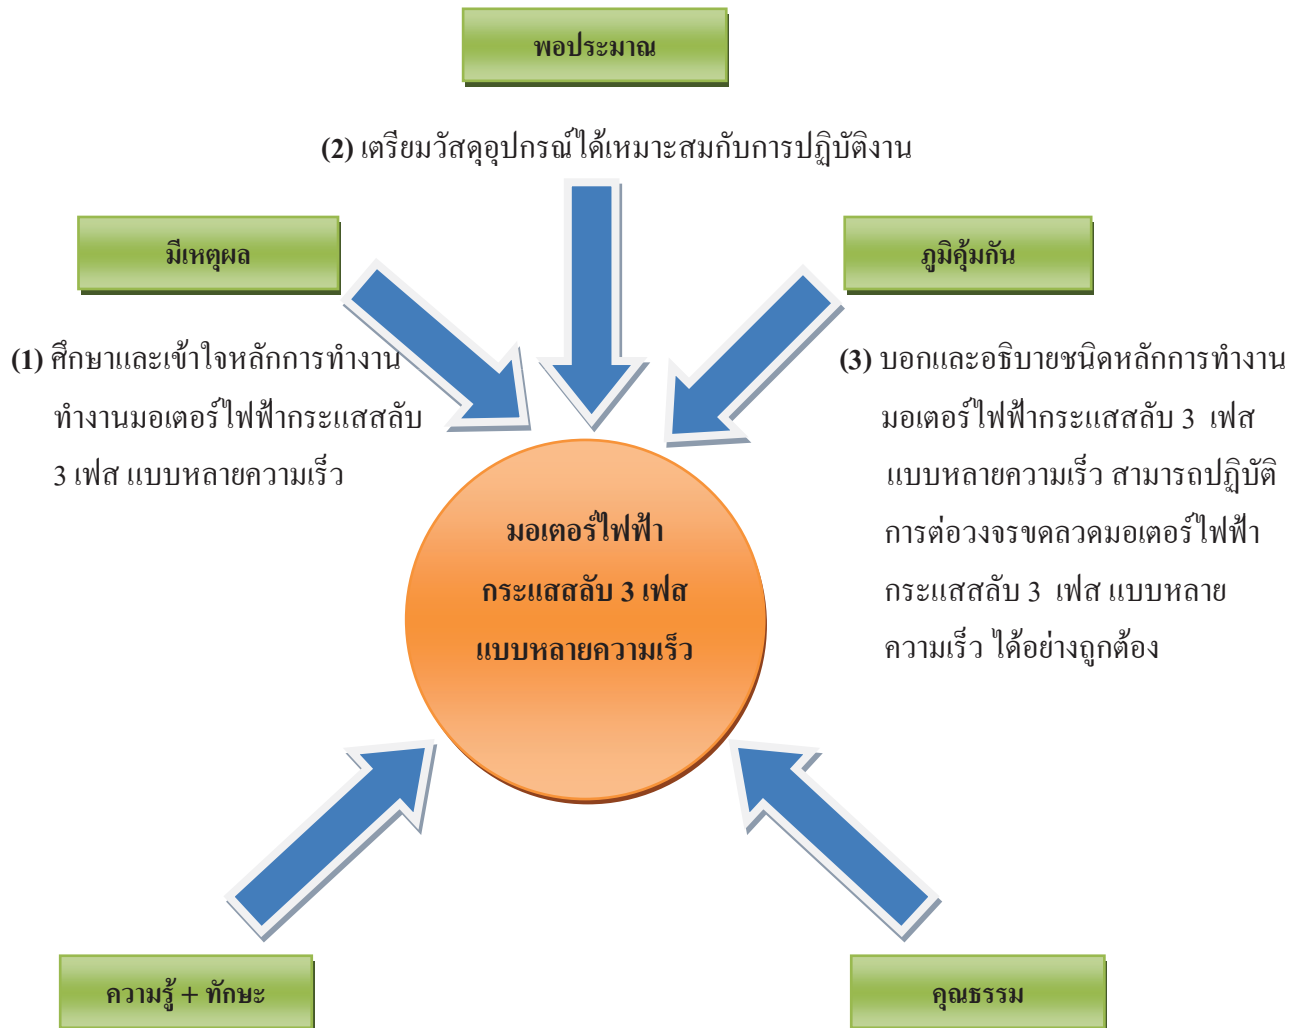 พอประมาณ
(2) เตรียมวัสดุอุปกรณ์ได้เหมาะสมกับการปฏิบัติงาน
มีเหตุผล
ภูมิคุ้มกัน
(1) ศึกษาและเข้าใจหลักการทำงาน
ทำงานมอเตอร์ไฟฟ้ากระแสสลับ
3 เฟส แบบหลายความเร็ว
(3) บอกและอธิบายชนิดหลักการทำงาน
มอเตอร์ไฟฟ้ากระแสสลับ 3 เฟส
แบบหลายความเร็ว สามารถปฏิบัติ
การต่อวงจรขดลวดมอเตอร์ไฟฟ้า
กระแสสลับ 3 เฟส แบบหลาย
ความเร็ว ได้อย่างถูกต้อง
มอเตอร์ไฟฟ้า
กระแสสลับ 3 เฟส
แบบหลายความเร็ว
ความรู้ + ทักษะ
คุณธรรม